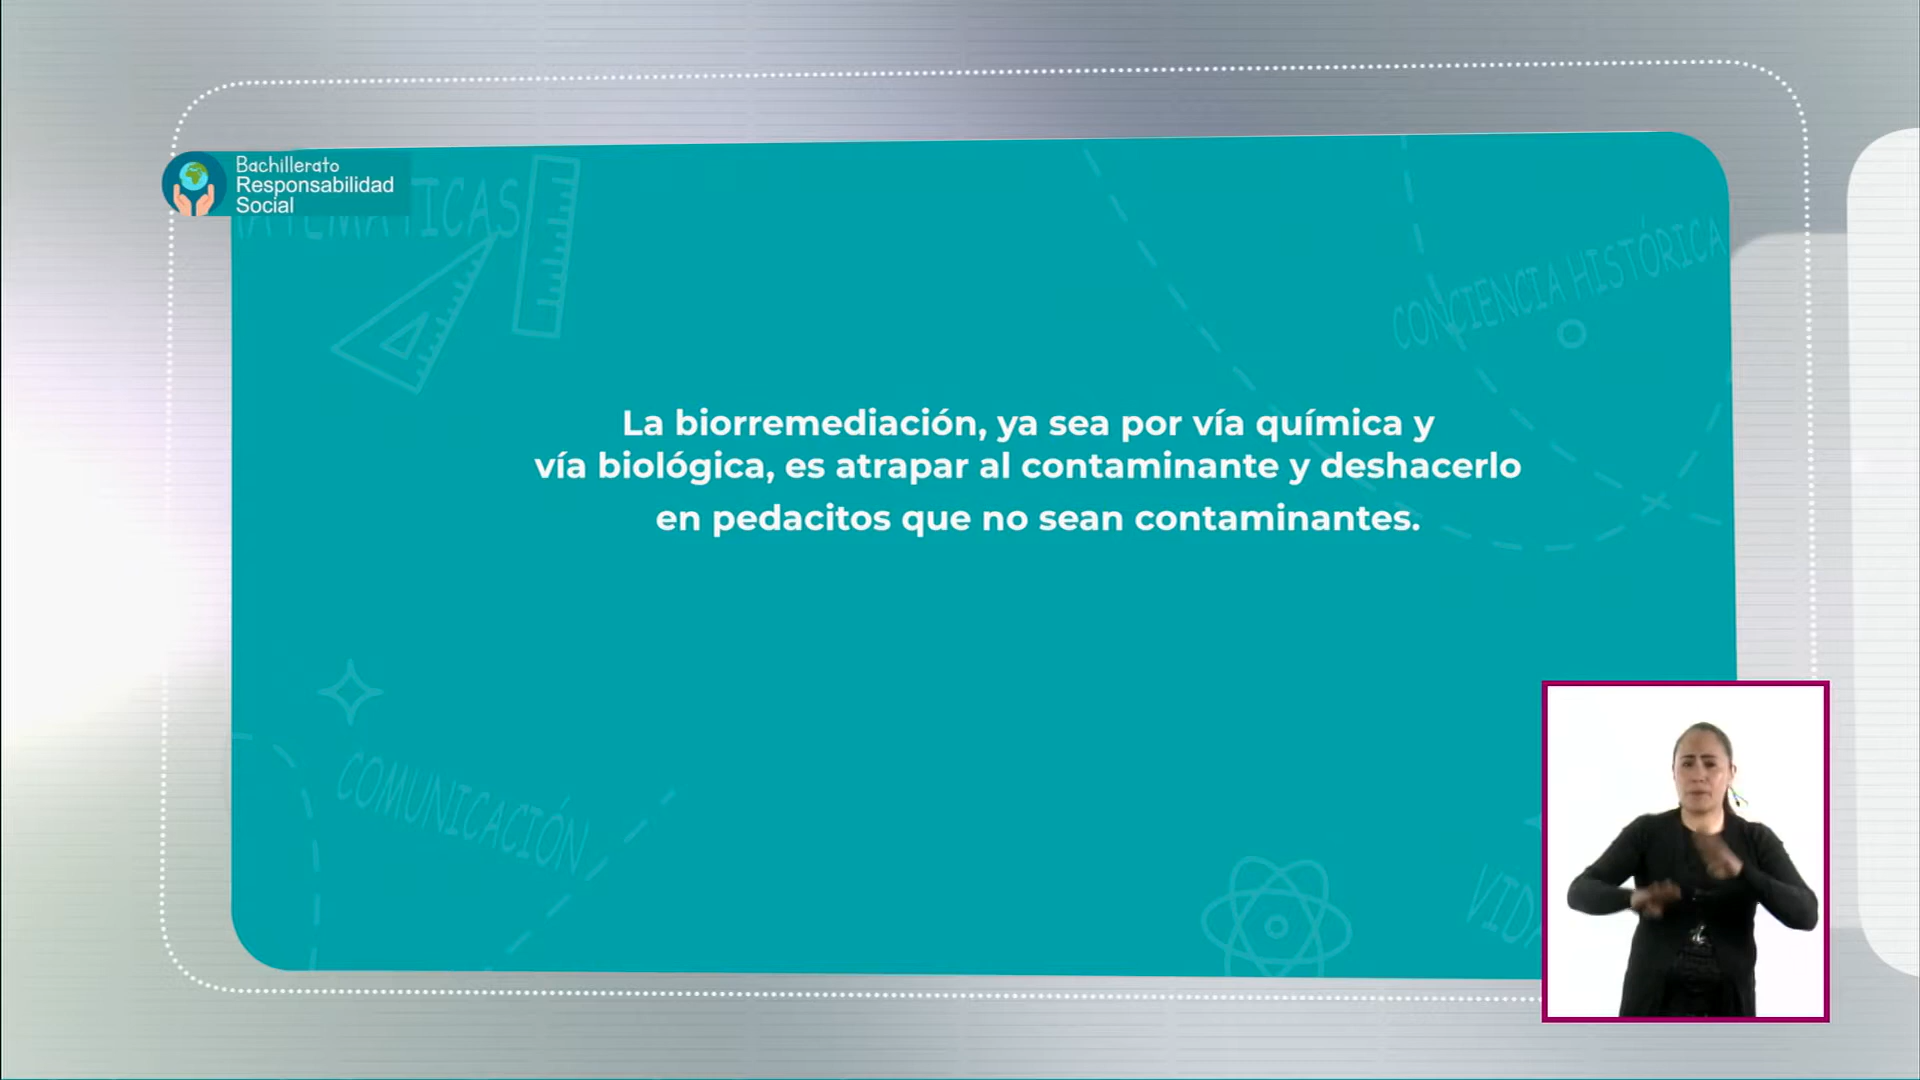 Bachillerato
Responsabilidad
Social
MATEMÁTICAS
CONCIENCIA HISTÓRICA
La biorremediación, ya sea por vía química y
vía biológica, es atrapar al contaminante y deshacerlo
en pedacitos que no sean contaminantes.
COMUNICACIÓN